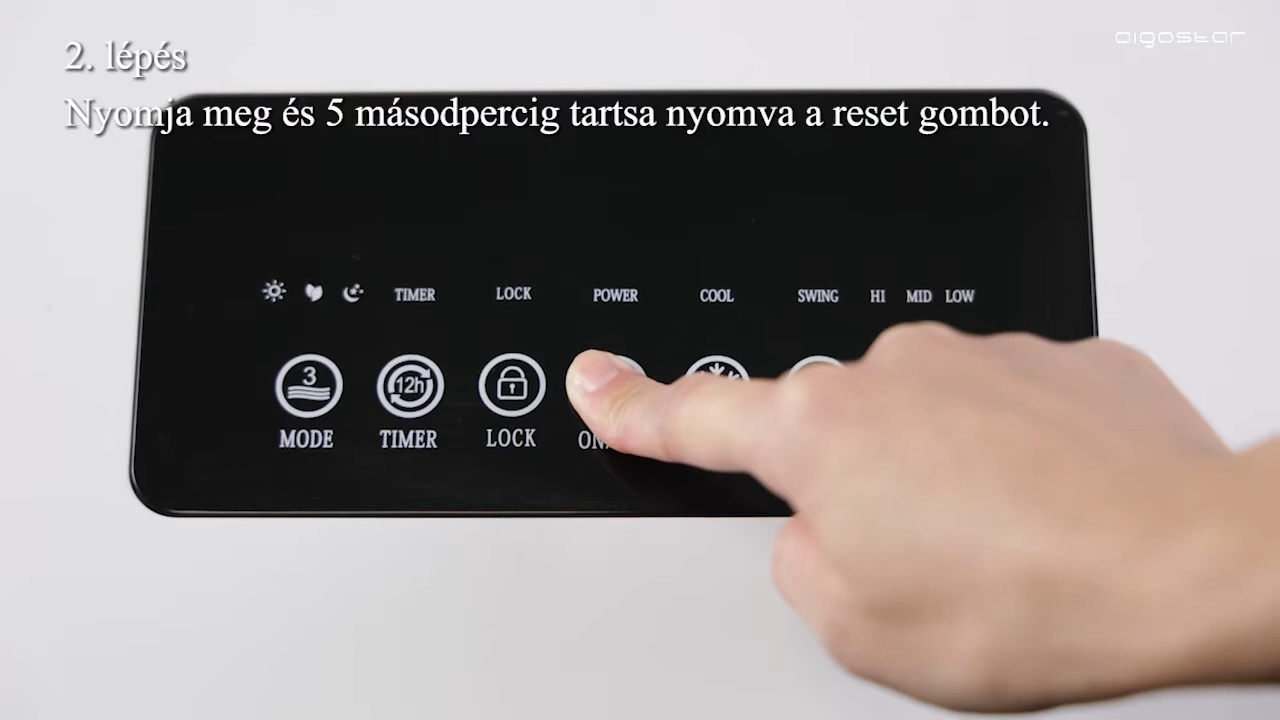 2. lépés
aigostar
Nyomja meg és 5 másodpercig tartsa nyomva a reset gombot.
TIMER LOCK POWER COOL SWING HI MID LOW
3 12h
MODE TIMER LOCK